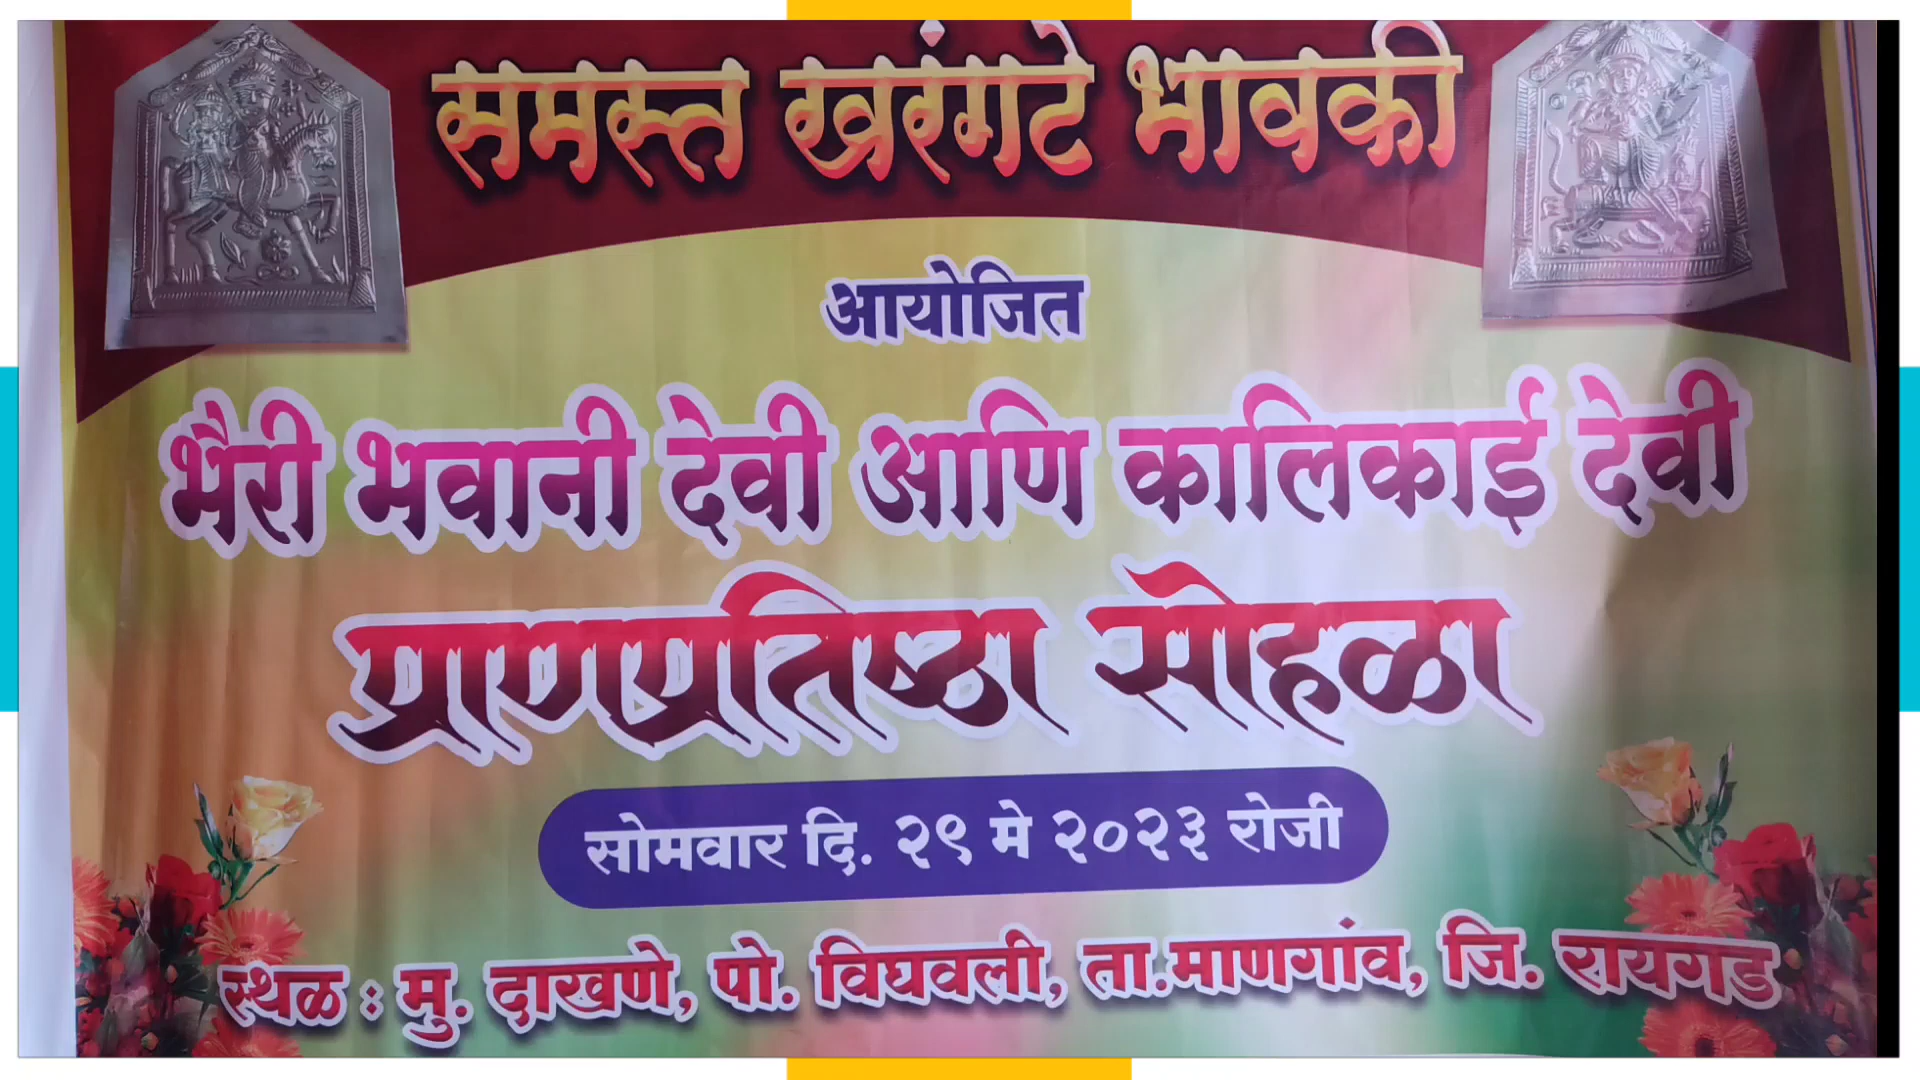 समस्त खरंगटे भावकी
आयोजित
भैरी भवानी देवी आणि कालिकाई देवी
प्राणप्रतिष्ठा सोहळा
सोमवार दि. २९ मे २०२३ रोजी
स्थळ : मु. दाखणे, पो. विघवली, ता.माणगांव, जि. रायगड